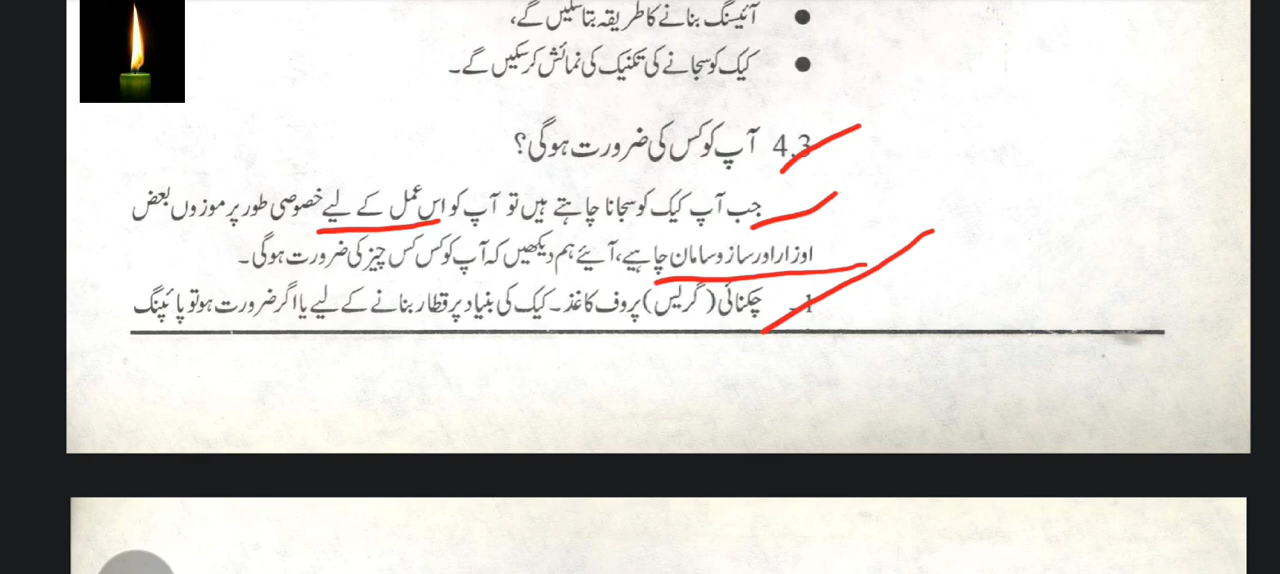 ● آئیسنگ بنانے کا طریقہ بتاسکیں گے،
● کیک کو سجانے کی تکنیک کی نمائش کرسکیں گے۔
4.3 آپ کو کس کی ضرورت ہوگی؟
جب آپ کیک کو سجانا چاہتے ہیں تو آپ کو اس عمل کے لیے خصوصی طور پر موزوں بعض
اوزار اور ساز و سامان چاہیے، آیئے ہم دیکھیں کہ آپ کو کس کس چیز کی ضرورت ہوگی۔
1۔ چکنائی (گریس) پروف کاغذ۔ کیک کی بنیاد پر قطار بنانے کے لیے یا اگر ضرورت ہو تو پائپنگ